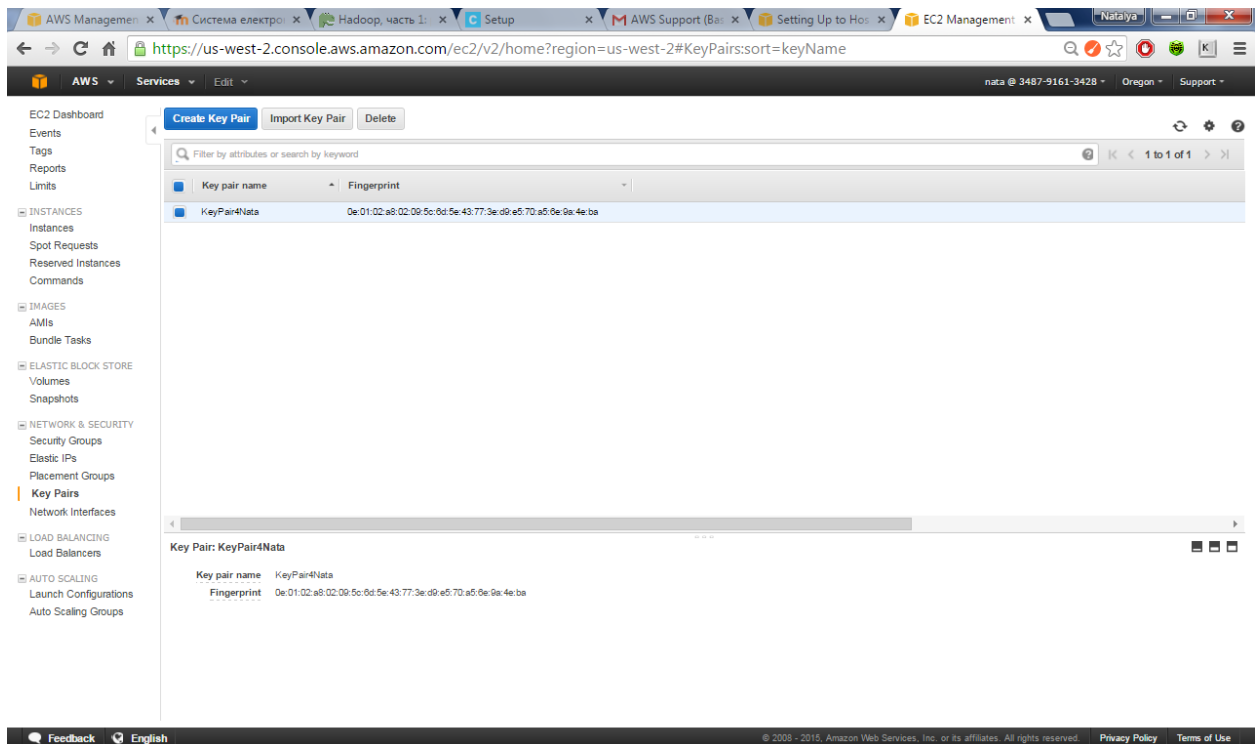 AWS Managemen
Система електро
Hadoop, часть 1:
Setup
AWS Support (Bas
Setting Up to Hos
EC2 Management
Natalya
https://us-west-2.console.aws.amazon.com/ec2/v2/home?region=us-west-2#KeyPairs:sort=keyName
AWS Services Edit nata @ 3487-9161-3428 Oregon Support
EC2 Dashboard
Events
Tags
Reports
Limits
INSTANCES
Instances
Spot Requests
Reserved Instances
Commands
IMAGES
AMIs
Bundle Tasks
ELASTIC BLOCK STORE
Volumes
Snapshots
NETWORK & SECURITY
Security Groups
Elastic IPs
Placement Groups
Key Pairs
Network Interfaces
LOAD BALANCING
Load Balancers
AUTO SCALING
Launch Configurations
Auto Scaling Groups
Create Key Pair Import Key Pair Delete
Filter by attributes or search by keyword 1 to 1 of 1
Key pair name Fingerprint
KeyPair4Nata 0e:01:02:a8:02:09:5c:6d:5e:43:77:3e:d9:e5:70:a5:6e:9a:4e:ba
Key Pair: KeyPair4Nata
Key pair name KeyPair4Nata
Fingerprint 0e:01:02:a8:02:09:5c:6d:5e:43:77:3e:d9:e5:70:a5:6e:9a:4e:ba
Feedback English © 2008 - 2015, Amazon Web Services, Inc. or its affiliates. All rights reserved. Privacy Policy Terms of Use